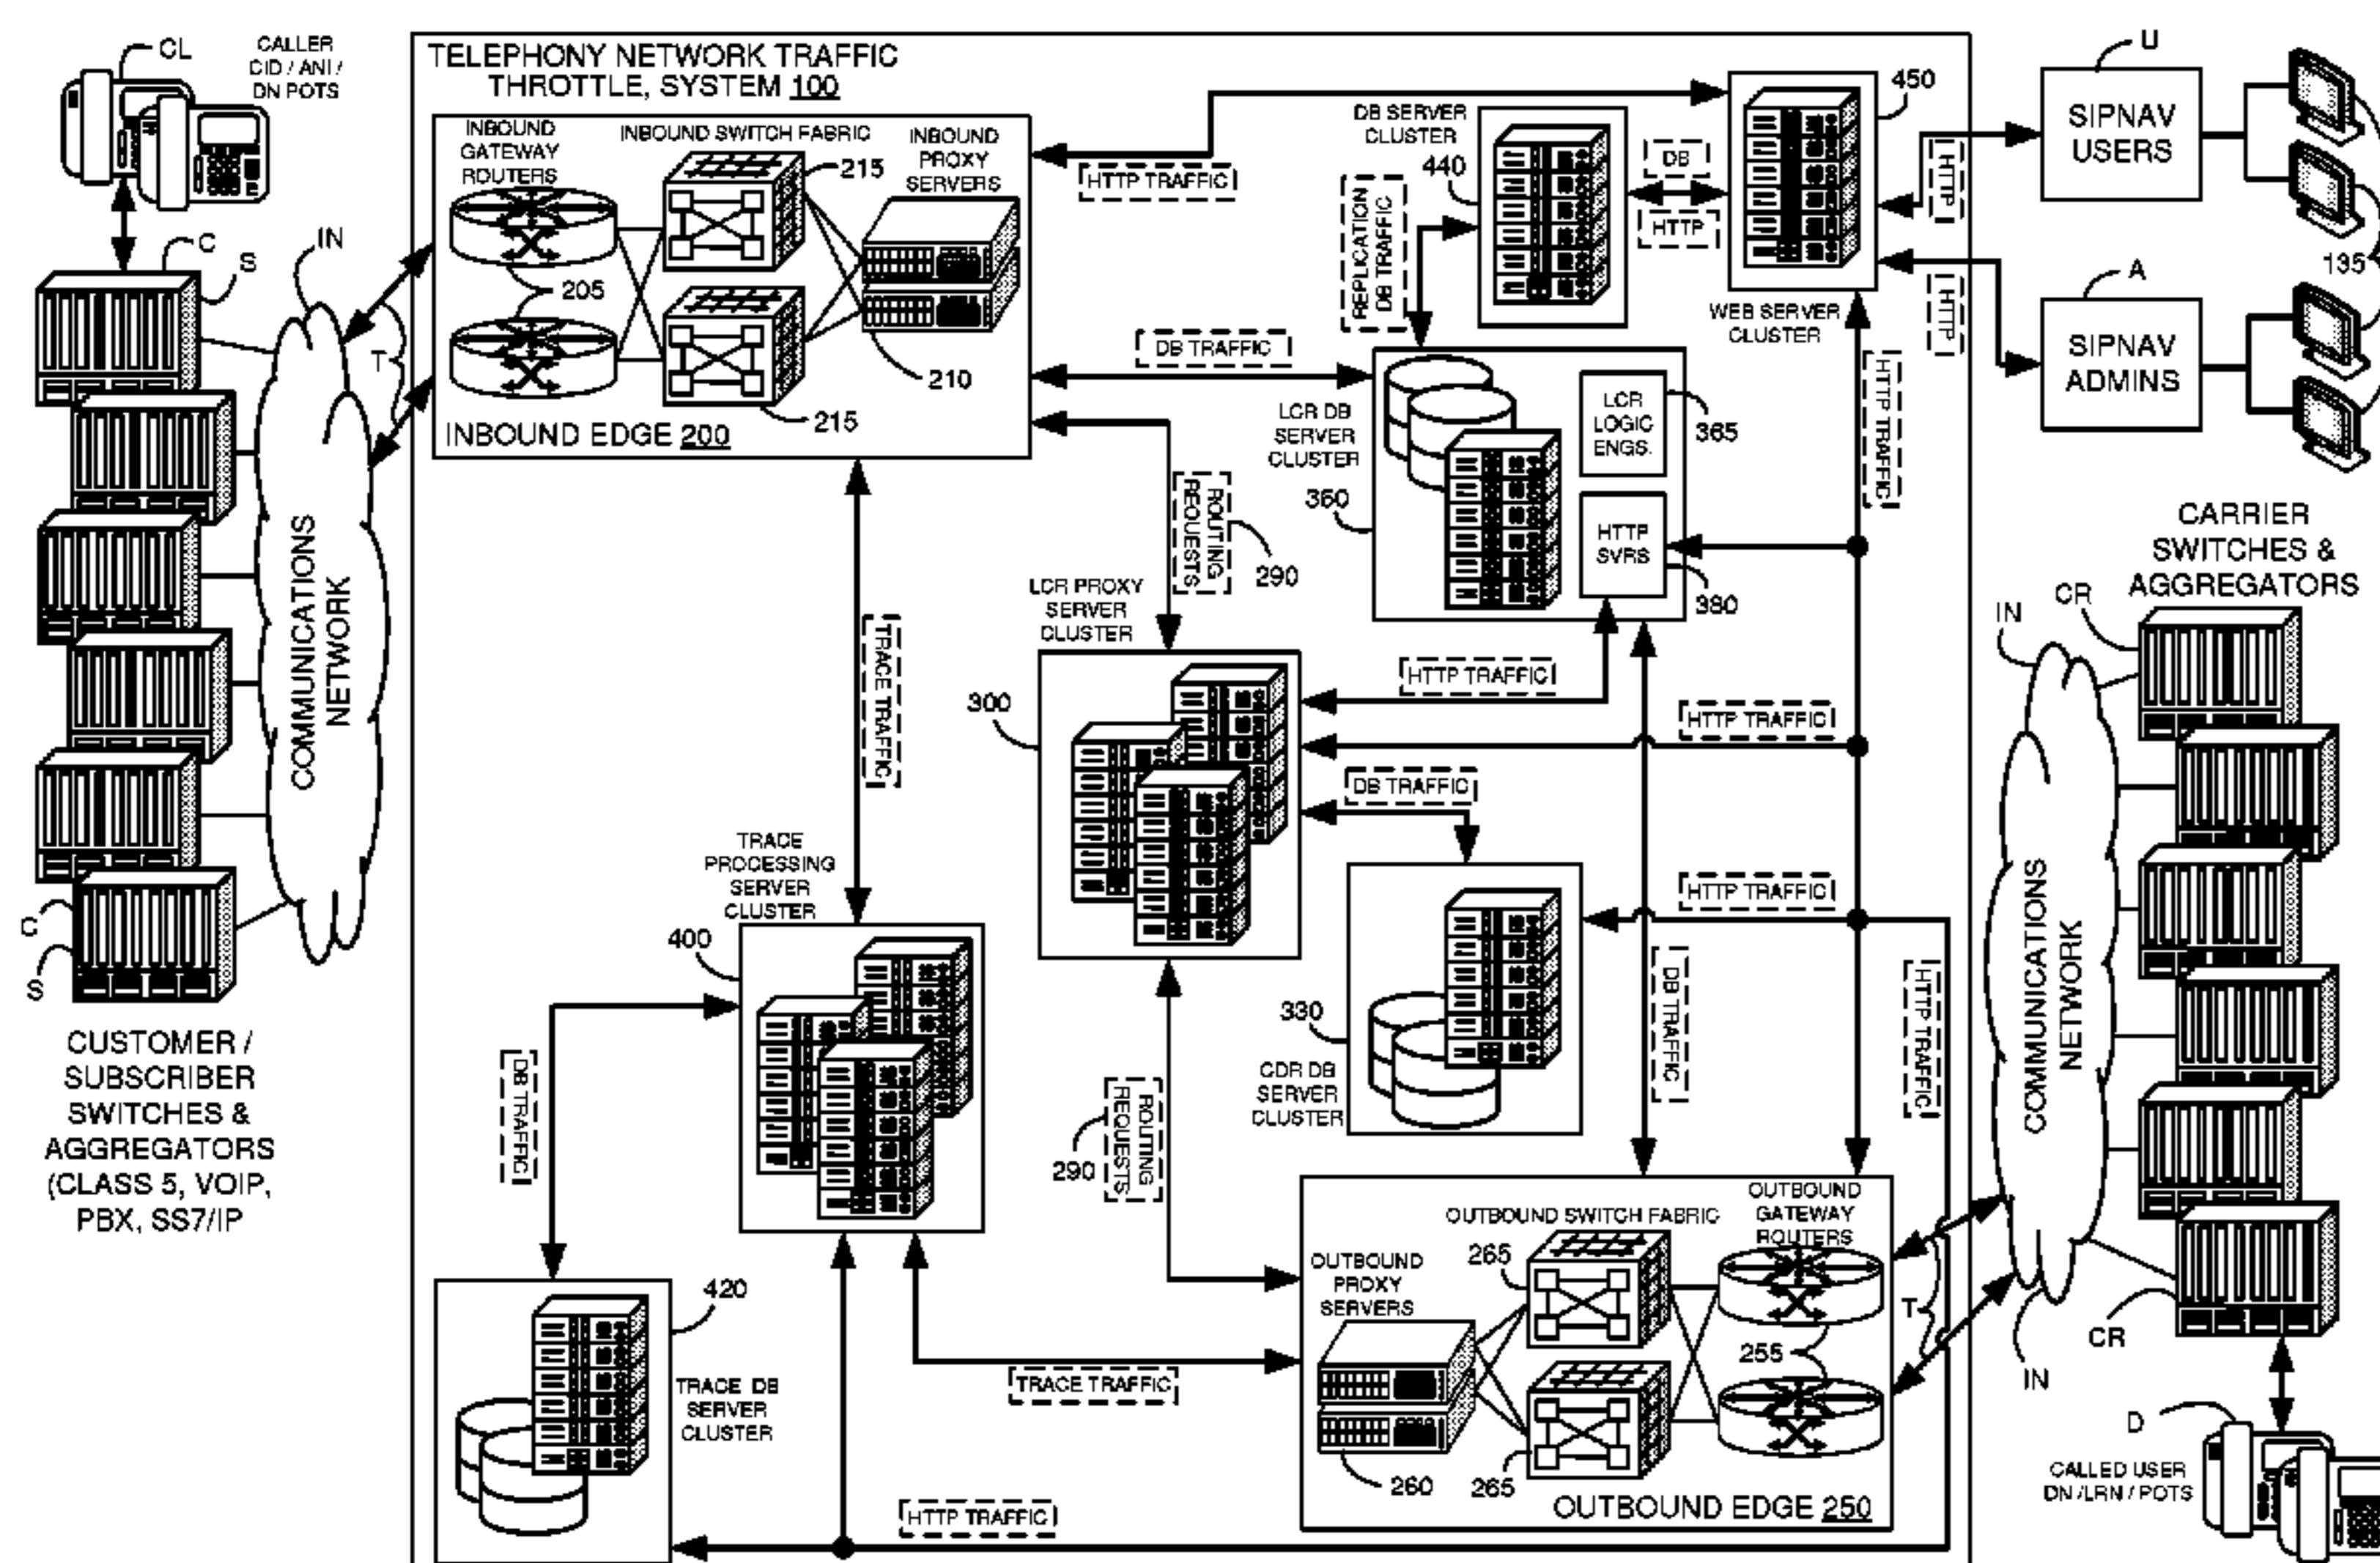 CL
CALLER
CID / ANI /
DN POTS
C
S
IN
COMMUNICATIONS
NETWORK
T
C
S
CUSTOMER /
SUBSCRIBER
SWITCHES &
AGGREGATORS
(CLASS 5, VOIP,
PBX, SS7/IP
TELEPHONY NETWORK TRAFFIC
THROTTLE, SYSTEM 100
INBOUND
GATEWAY
ROUTERS
INBOUND SWITCH FABRIC
INBOUND
PROXY
SERVERS
215
205
210
215
INBOUND EDGE 200
HTTP TRAFFIC
DB SERVER
CLUSTER
440
DB
HTTP
450
WEB SERVER
CLUSTER
REPLICATION
DB TRAFFIC
DB TRAFFIC
HTTP
HTTP
U
SIPNAV
USERS
135
A
SIPNAV
ADMINS
LCR DB
SERVER
CLUSTER
360
LCR
LOGIC
ENGS.
365
HTTP
SVRS
380
HTTP TRAFFIC
ROUTING
REQUESTS
290
LCR PROXY
SERVER
CLUSTER
300
TRACE TRAFFIC
HTTP TRAFFIC
HTTP TRAFFIC
DB TRAFFIC
HTTP TRAFFIC
TRACE
PROCESSING
SERVER
CLUSTER
400
330
CDR DB
SERVER
CLUSTER
DB TRAFFIC
HTTP TRAFFIC
DB TRAFFIC
290
ROUTING
REQUESTS
420
TRACE DB
SERVER
CLUSTER
TRACE TRAFFIC
HTTP TRAFFIC
OUTBOUND
PROXY
SERVERS
OUTBOUND SWITCH FABRIC
OUTBOUND
GATEWAY
ROUTERS
265
255
260
265
OUTBOUND EDGE 250
T
CARRIER
SWITCHES &
AGGREGATORS
IN
CR
COMMUNICATIONS
NETWORK
IN
CR
D
CALLED USER
DN /LRN / POTS